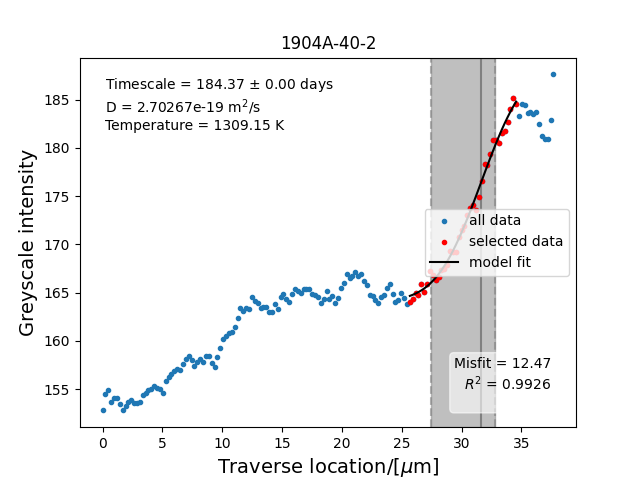 1904A-40-2
Timescale = 184.37 ± 0.00 days
D = 2.70267e-19 m²/s
Temperature = 1309.15 K
Greyscale intensity
185
180
175
170
165
160
155
all data
selected data
model fit
Misfit = 12.47
R² = 0.9926
0 5 10 15 20 25 30 35
Traverse location/[μm]